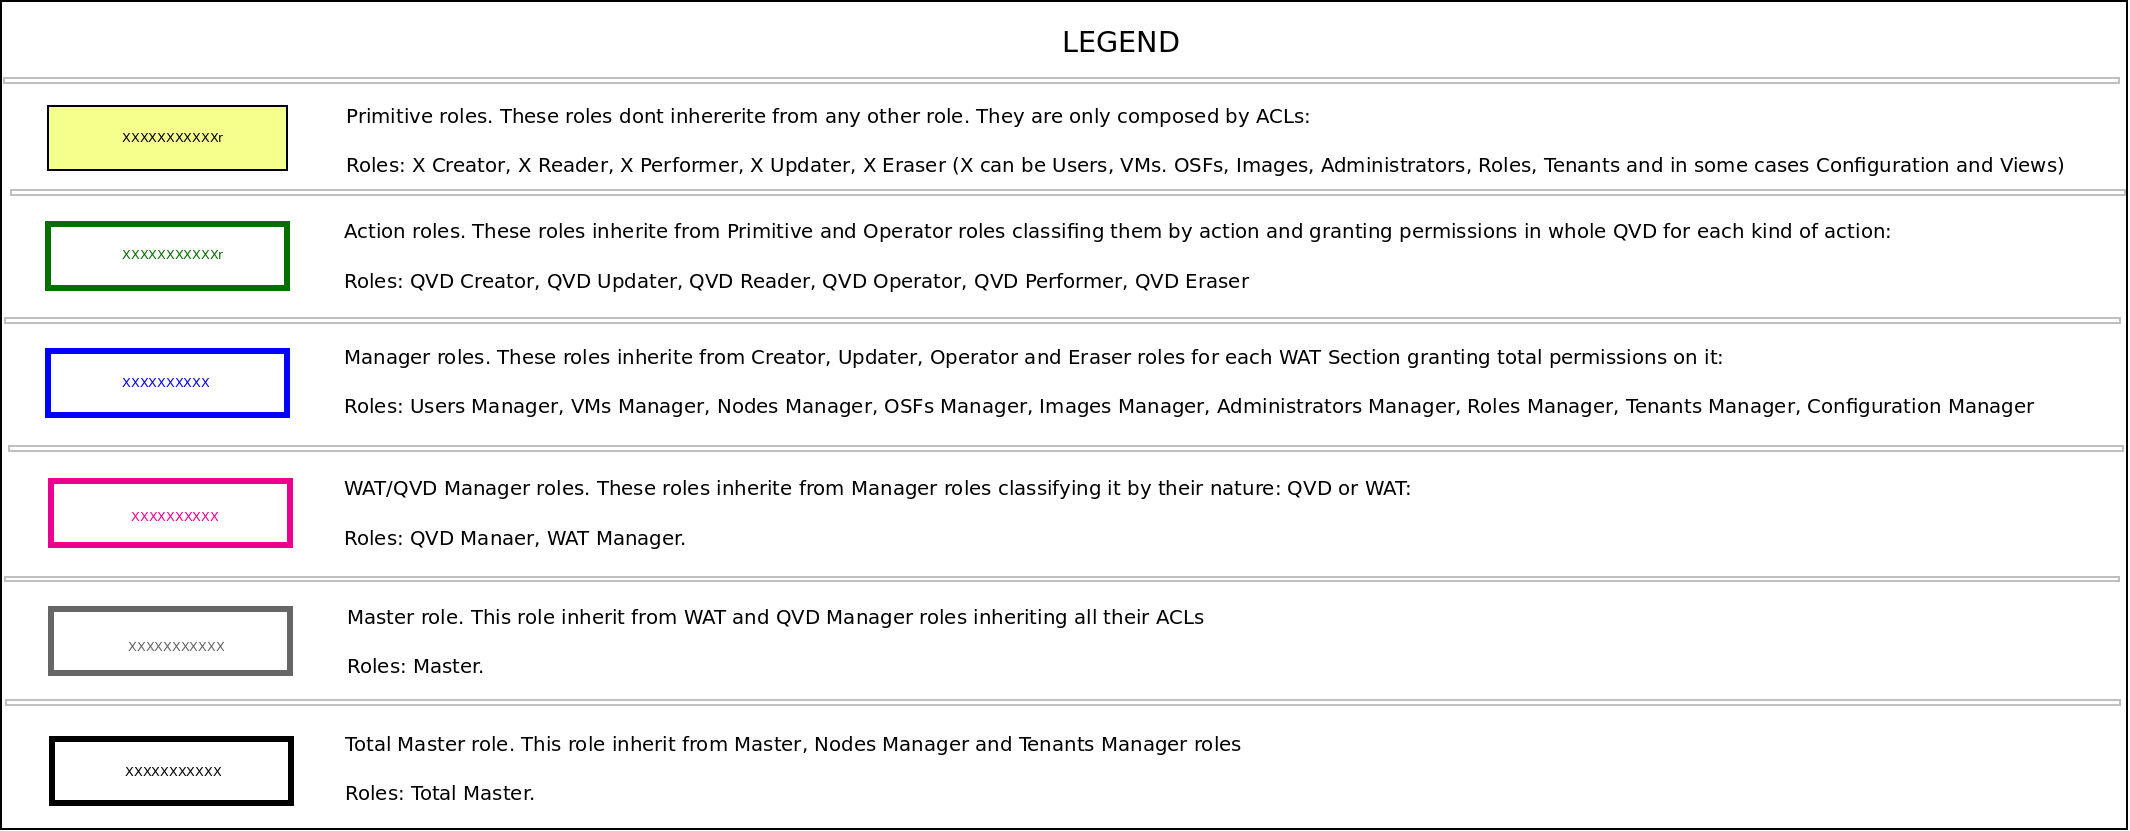 LEGEND
XXXXXXXXXXXr
Primitive roles. These roles dont inhererite from any other role. They are only composed by ACLs:
Roles: X Creator, X Reader, X Performer, X Updater, X Eraser (X can be Users, VMs. OSFs, Images, Administrators, Roles, Tenants and in some cases Configuration and Views)
XXXXXXXXXXXr
Action roles. These roles inherite from Primitive and Operator roles classifing them by action and granting permissions in whole QVD for each kind of action:
Roles: QVD Creator, QVD Updater, QVD Reader, QVD Operator, QVD Performer, QVD Eraser
XXXXXXXXXX
Manager roles. These roles inherite from Creator, Updater, Operator and Eraser roles for each WAT Section granting total permissions on it:
Roles: Users Manager, VMs Manager, Nodes Manager, OSFs Manager, Images Manager, Administrators Manager, Roles Manager, Tenants Manager, Configuration Manager
XXXXXXXXXX
WAT/QVD Manager roles. These roles inherite from Manager roles classifying it by their nature: QVD or WAT:
Roles: QVD Manaer, WAT Manager.
XXXXXXXXXXX
Master role. This role inherit from WAT and QVD Manager roles inheriting all their ACLs
Roles: Master.
XXXXXXXXXXX
Total Master role. This role inherit from Master, Nodes Manager and Tenants Manager roles
Roles: Total Master.